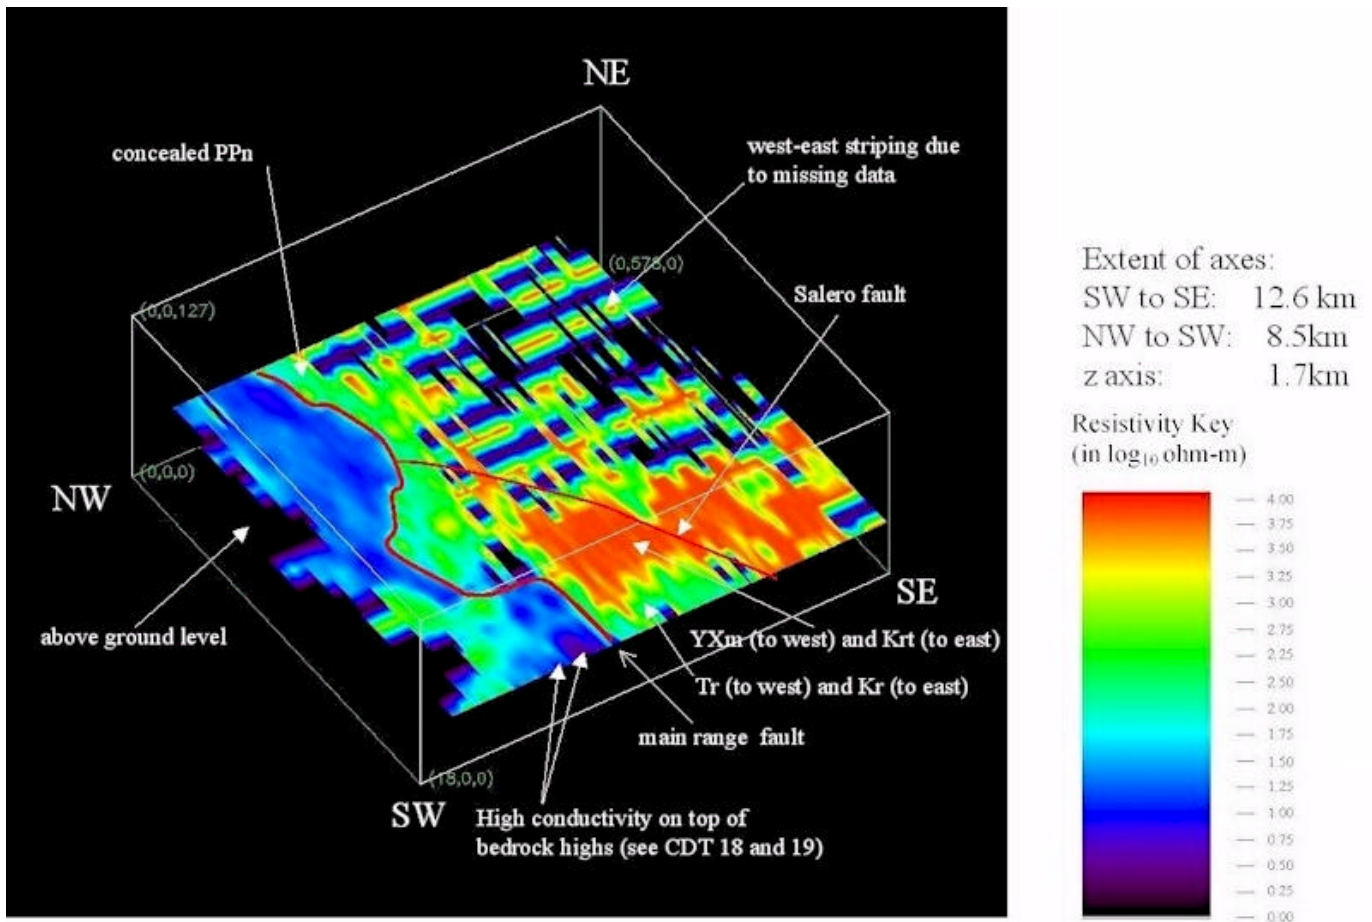 NE
concealed PPn
west-east striping due
to missing data
(0,578,0)
Salero fault
(0,0,127)
NW
(0,0,0)
SE
above ground level
YXm (to west) and Krt (to east)
Tr (to west) and Kr (to east)
main range fault
(18,0,0)
SW
High conductivity on top of
bedrock highs (see CDT 18 and 19)
Extent of axes:
SW to SE: 12.6 km
NW to SW: 8.5km
z axis: 1.7km
Resistivity Key
(in log₁₀ ohm-m)
4.00
3.75
3.50
3.25
3.00
2.75
2.50
2.25
2.00
1.75
1.50
1.25
1.00
0.75
0.50
0.25
0.00